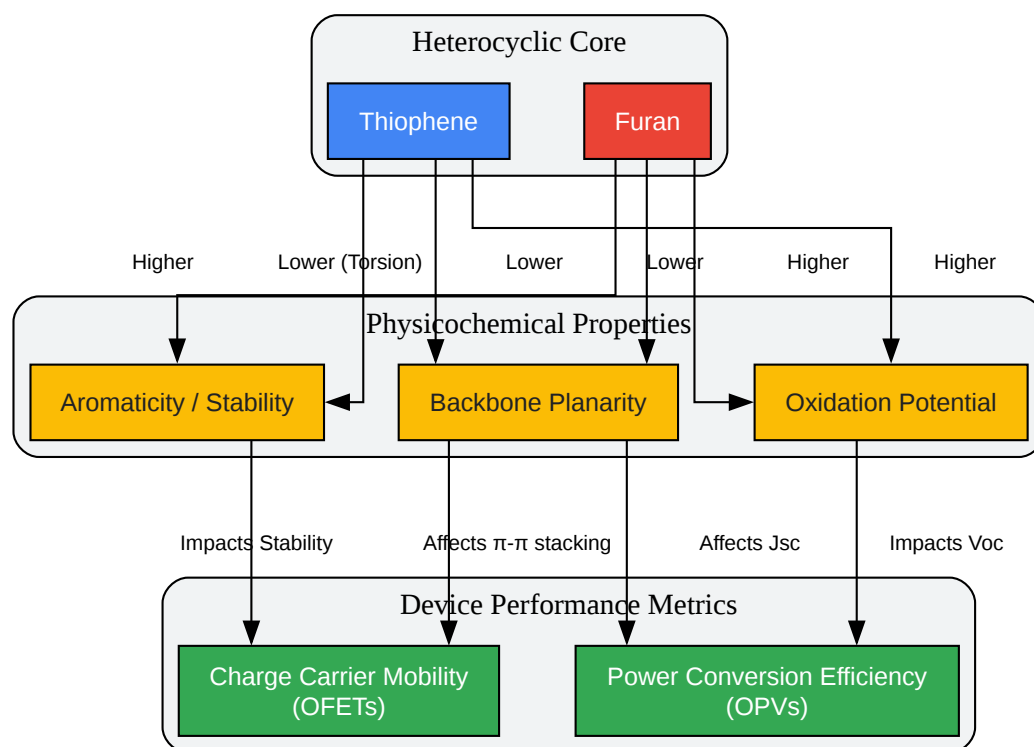 Heterocyclic Core
Thiophene
Furan
Higher
Lower (Torsion)
Lower
Lower
Higher
Higher
Physicochemical Properties
Aromaticity / Stability
Backbone Planarity
Oxidation Potential
Impacts Stability
Affects π-π stacking
Affects Jsc
Impacts Voc
Device Performance Metrics
Charge Carrier Mobility
(OFETs)
Power Conversion Efficiency
(OPVs)